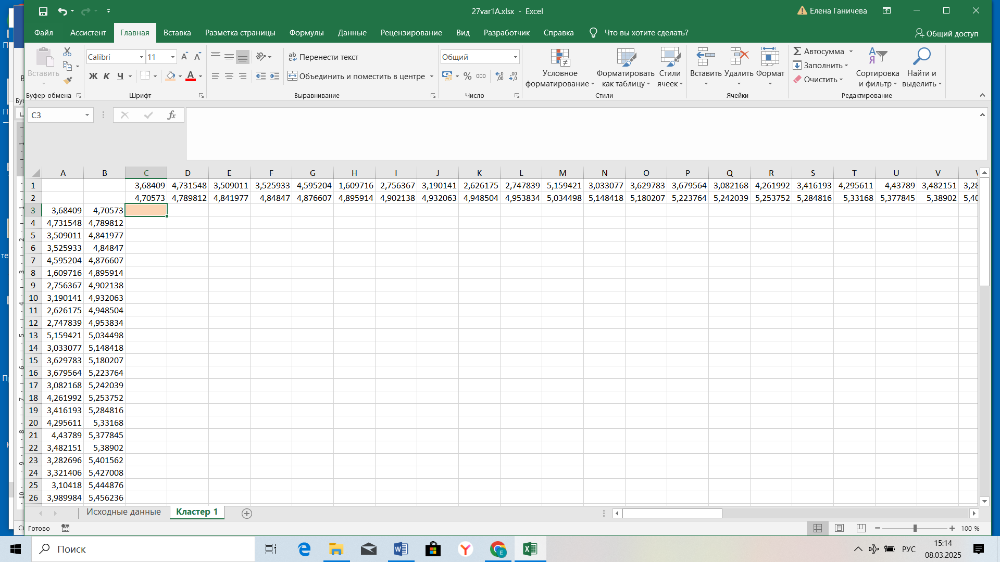 27var1A.xlsx - Excel
Елена Ганичева
Файл Ассистент Главная Вставка Разметка страницы Формулы Данные Рецензирование Вид Разработчик Справка Что вы хотите сделать? Общий доступ
Вставить
Буфер обмена
Calibri 11
Ж К Ч А
Шрифт
Перенести текст
Объединить и поместить в центре
Выравнивание
Общий
% 000
Число
Условное форматирование
Форматировать как таблицу
Стили ячеек
Стили
Вставить Удалить Формат
Ячейки
Автосумма
Заполнить
Очистить
Сортировка и фильтр
Найти и выделить
Редактирование
C3 fx
A B C D E F G H I J K L M N O P Q R S T U V
1 3,68409 4,731548 3,509011 3,525933 4,595204 1,609716 2,756367 3,190141 2,626175 2,747839 5,159421 3,033077 3,629783 3,679564 3,082168 4,261992 3,416193 4,295611 4,43789 3,482151
2 4,70573 4,789812 4,841977 4,84847 4,876607 4,895914 4,902138 4,932063 4,948504 4,953834 5,034498 5,148418 5,180207 5,223764 5,242039 5,253752 5,284816 5,33168 5,377845 5,38902
3 3,68409 4,70573
4 4,731548 4,789812
5 3,509011 4,841977
6 3,525933 4,84847
7 4,595204 4,876607
8 1,609716 4,895914
9 2,756367 4,902138
10 3,190141 4,932063
11 2,626175 4,948504
12 2,747839 4,953834
13 5,159421 5,034498
14 3,033077 5,148418
15 3,629783 5,180207
16 3,679564 5,223764
17 3,082168 5,242039
18 4,261992 5,253752
19 3,416193 5,284816
20 4,295611 5,33168
21 4,43789 5,377845
22 3,482151 5,38902
23 3,282696 5,401562
24 3,321406 5,427008
25 3,10418 5,444876
26 3,989984 5,456236
Исходные данные Кластер 1
Готово 100 %
Поиск
РУС
15:14
08.03.2025